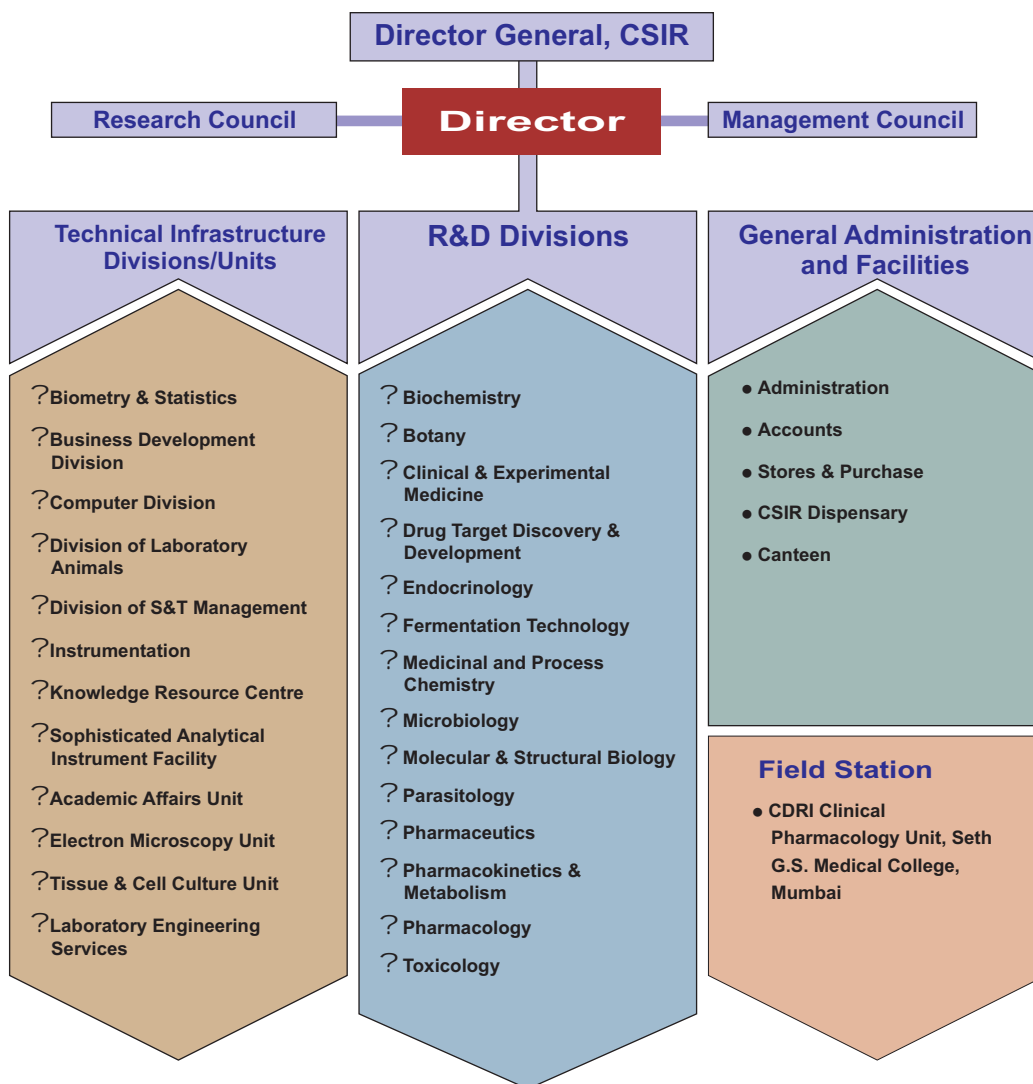 Director General, CSIR
Research Council
Director
Management Council
Technical Infrastructure
Divisions/Units
?Biometry & Statistics
?Business Development
Division
?Computer Division
?Division of Laboratory
Animals
?Division of S&T Management
?Instrumentation
?Knowledge Resource Centre
?Sophisticated Analytical
Instrument Facility
?Academic Affairs Unit
?Electron Microscopy Unit
?Tissue & Cell Culture Unit
?Laboratory Engineering
Services
R&D Divisions
? Biochemistry
? Botany
? Clinical & Experimental
Medicine
? Drug Target Discovery &
Development
? Endocrinology
? Fermentation Technology
? Medicinal and Process
Chemistry
? Microbiology
? Molecular & Structural Biology
? Parasitology
? Pharmaceutics
? Pharmacokinetics &
Metabolism
? Pharmacology
? Toxicology
General Administration
and Facilities
● Administration
● Accounts
● Stores & Purchase
● CSIR Dispensary
● Canteen
Field Station
● CDRI Clinical
Pharmacology Unit, Seth
G.S. Medical College,
Mumbai